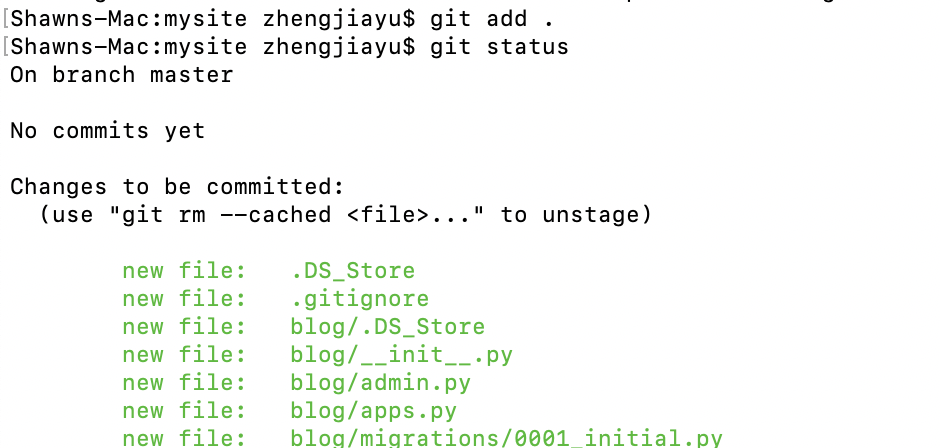 [Shawns-Mac:mysite zhengjiayu$ git add .
[Shawns-Mac:mysite zhengjiayu$ git status
On branch master
No commits yet
Changes to be committed:
  (use "git rm --cached <file>..." to unstage)
        new file:   .DS_Store
        new file:   .gitignore
        new file:   blog/.DS_Store
        new file:   blog/__init__.py
        new file:   blog/admin.py
        new file:   blog/apps.py
        new file:   blog/migrations/0001_initial.py